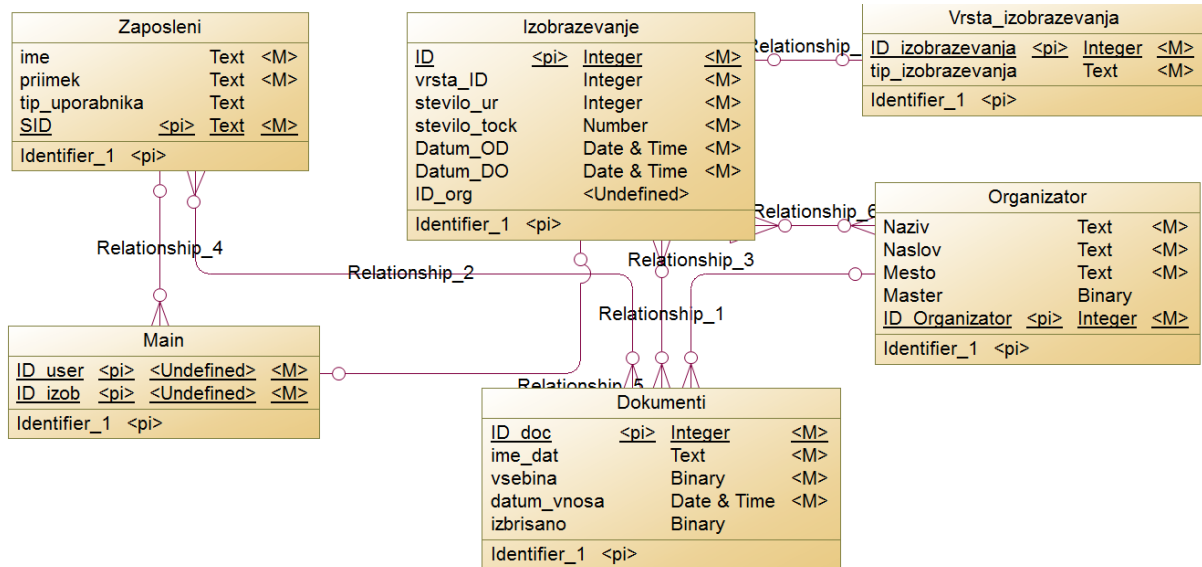 Zaposleni
ime Text <M>
priimek Text <M>
tip_uporabnika Text
SID <pi> Text <M>
Identifier_1 <pi>
Izobrazevanje
ID <pi> Integer <M>
vrsta_ID Integer <M>
stevilo_ur Integer <M>
stevilo_tock Number <M>
Datum_OD Date & Time <M>
Datum_DO Date & Time <M>
ID_org <Undefined>
Identifier_1 <pi>
Relationship_
Vrsta_izobrazevanja
ID_izobrazevanja <pi> Integer <M>
tip_izobrazevanja Text <M>
Identifier_1 <pi>
Relationship_6
Organizator
Naziv Text <M>
Naslov Text <M>
Mesto Text <M>
Master Binary
ID_Organizator <pi> Integer <M>
Identifier_1 <pi>
Relationship_4
Relationship_2
Relationship_3
Relationship_1
Main
ID_user <pi> <Undefined> <M>
ID_izob <pi> <Undefined> <M>
Identifier_1 <pi>
Relationship_5
Dokumenti
ID_doc <pi> Integer <M>
ime_dat Text <M>
vsebina Binary <M>
datum_vnosa Date & Time <M>
izbrisano Binary
Identifier_1 <pi>